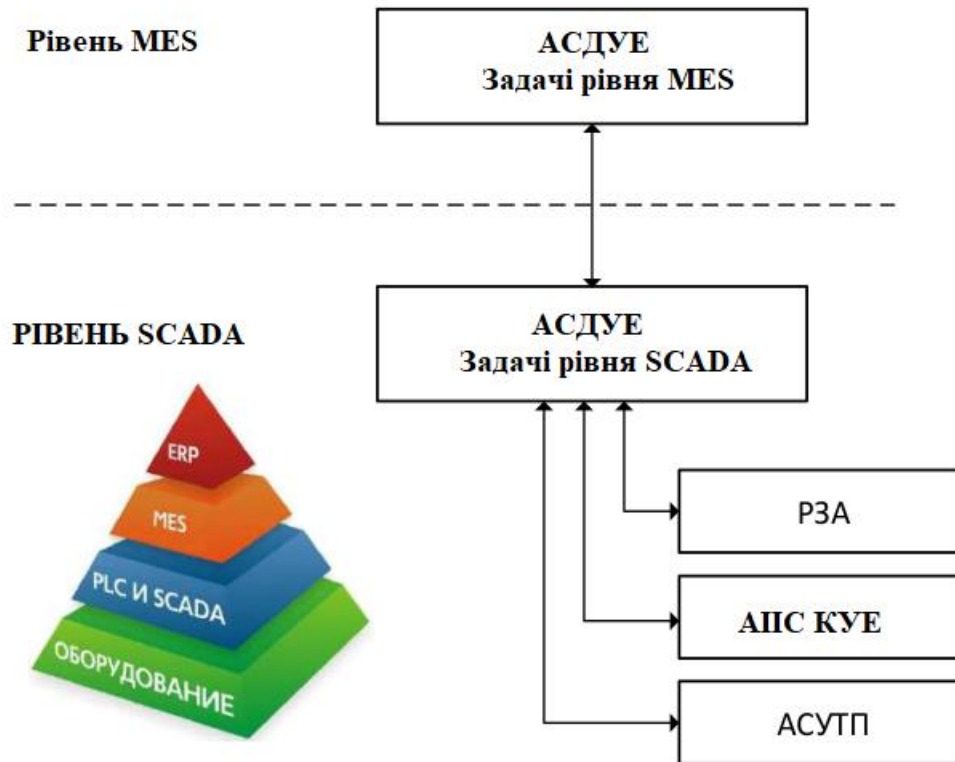 Рівень MES
АСДУЕ
Задачі рівня MES
РІВЕНЬ SCADA
АСДУЕ
Задачі рівня SCADA
ERP
MES
PLC И SCADA
ОБОРУДОВАНИЕ
РЗА
АПС КУЕ
АСУТП